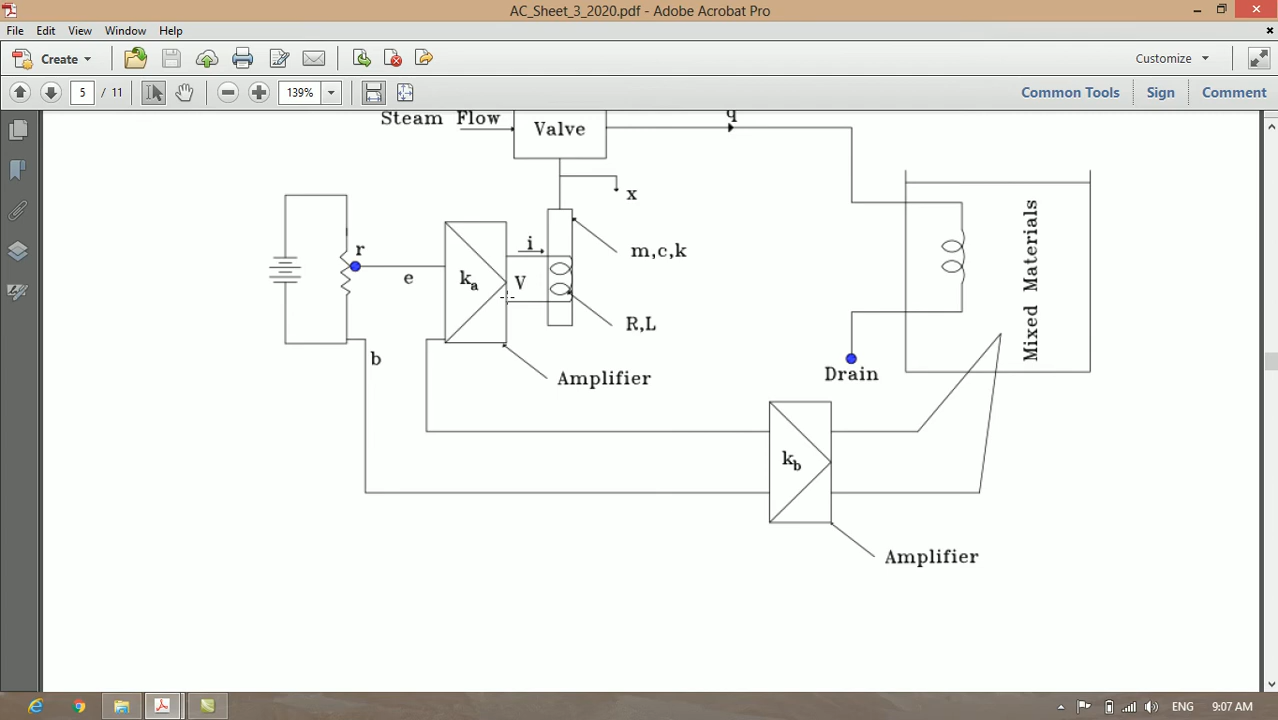 AC_Sheet_3_2020.pdf - Adobe Acrobat Pro
File Edit View Window Help
Create
Customize
5 / 11
139%
Common Tools
Sign
Comment
Steam Flow
Valve
q
x
r
e
ka
i
V
m,c,k
R,L
b
Amplifier
Mixed Materials
Drain
kb
Amplifier
ENG
9:07 AM